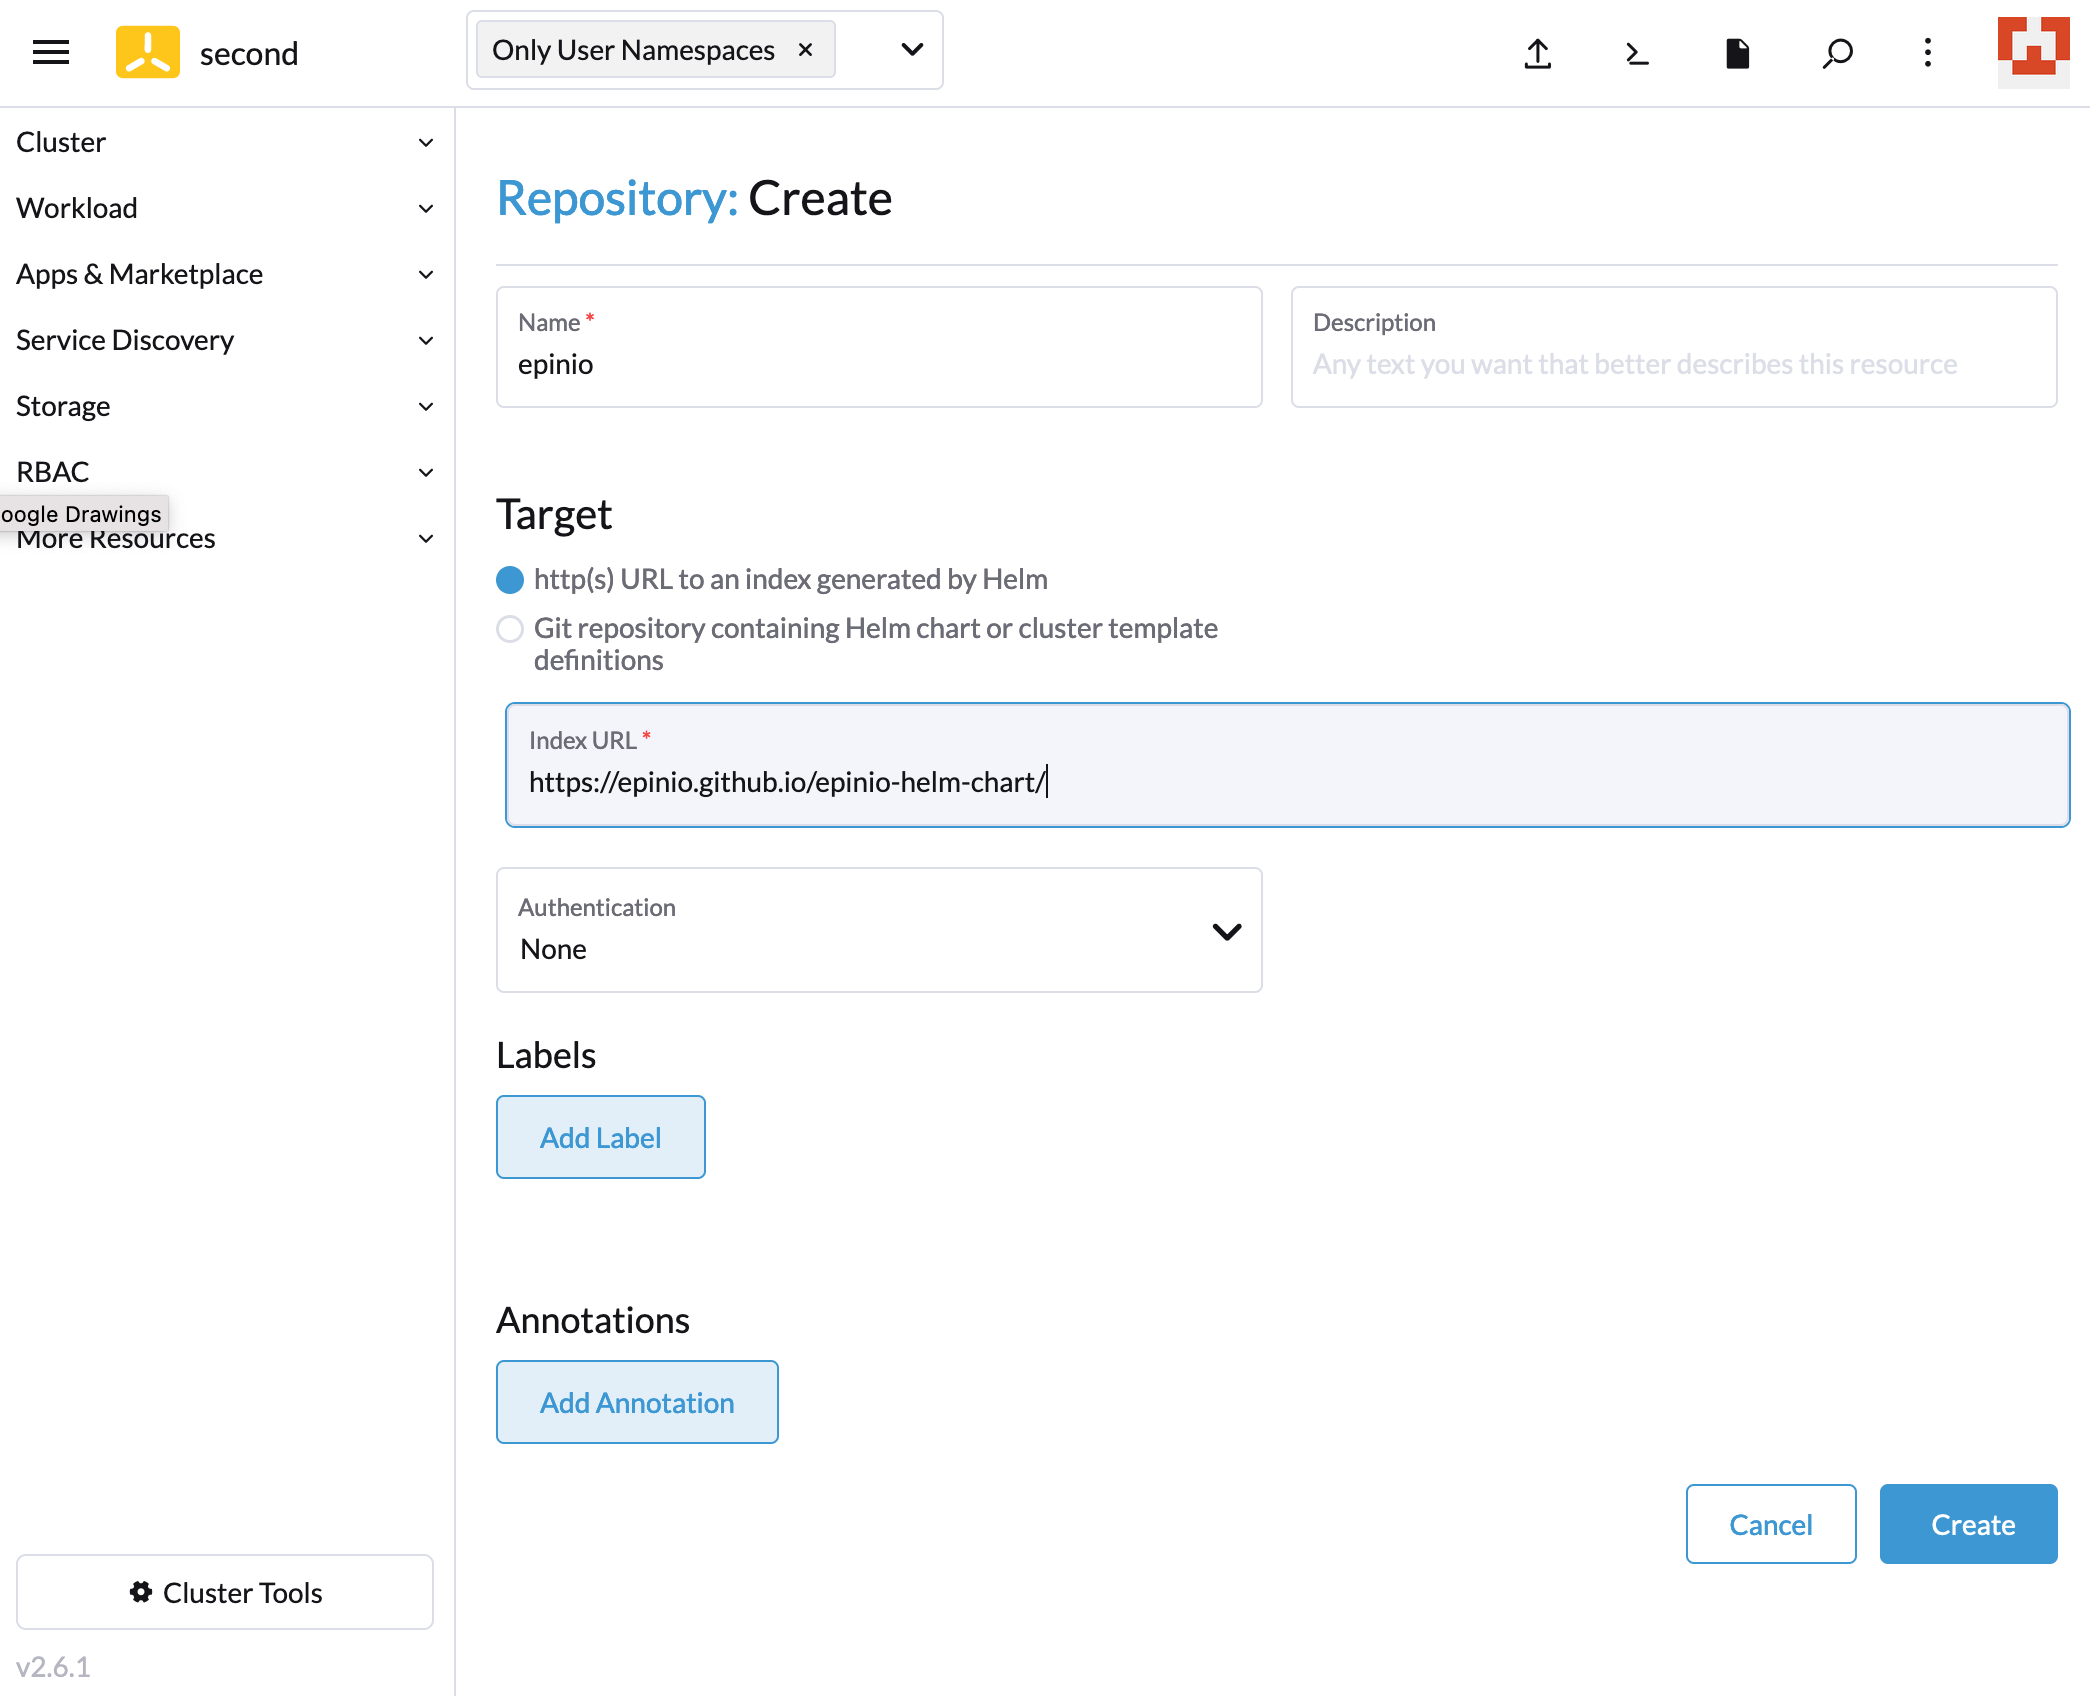 second
Only User Namespaces ×
Cluster
Workload
Apps & Marketplace
Service Discovery
Storage
RBAC
oogle Drawings
More Resources
Cluster Tools
v2.6.1
Repository: Create
Name *
epinio
Description
Any text you want that better describes this resource
Target
http(s) URL to an index generated by Helm
Git repository containing Helm chart or cluster template
definitions
Index URL *
https://epinio.github.io/epinio-helm-chart/
Authentication
None
Labels
Add Label
Annotations
Add Annotation
Cancel
Create